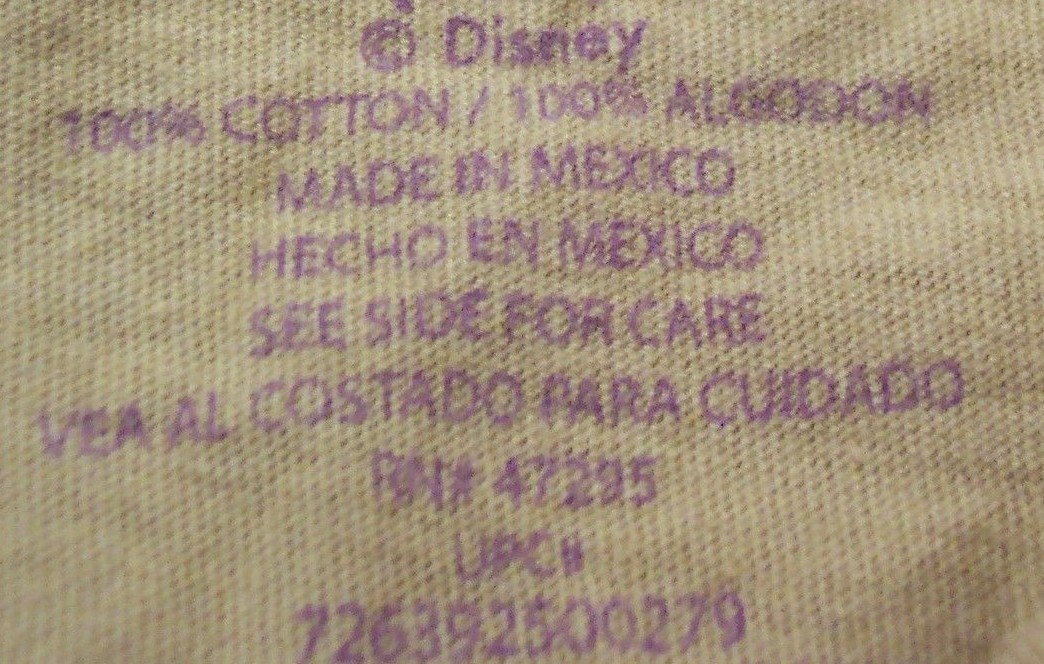 © Disney
100% COTTON / 100% ALGODON
MADE IN MEXICO
HECHO EN MEXICO
SEE SIDE FOR CARE
VEA AL COSTADO PARA CUIDADO
RN# 47295
UPC#
726392500279